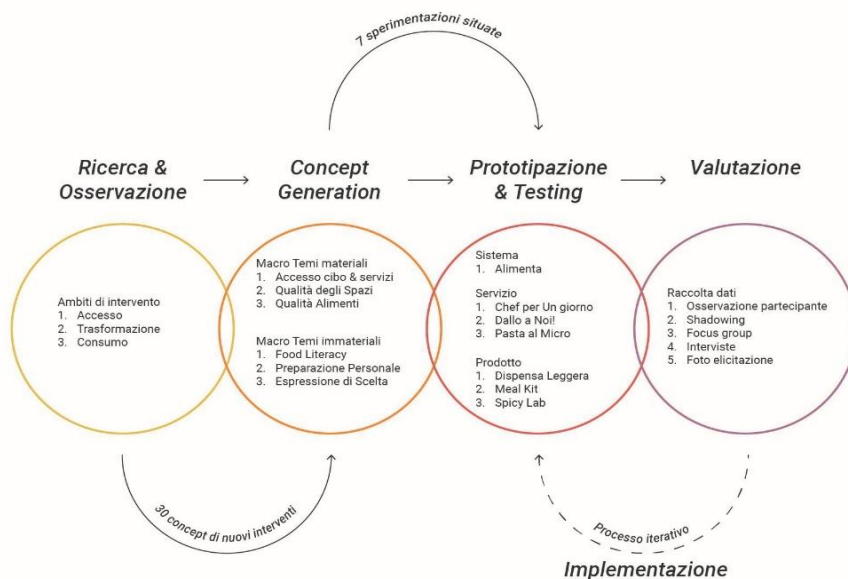 7 sperimentazioni situate
Ricerca &
Osservazione
Concept
Generation
Prototipazione
& Testing
Valutazione
Ambiti di intervento
1. Accesso
2. Trasformazione
3. Consumo
Macro Temi materiali
1. Accesso cibo & servizi
2. Qualità degli Spazi
3. Qualità Alimenti
Macro Temi immateriali
1. Food Literacy
2. Preparazione Personale
3. Espressione di Scelta
Sistema
1. Alimenta
Servizio
1. Chef per Un giorno
2. Dallo a Noi!
3. Pasta al Micro
Prodotto
1. Dispensa Leggera
2. Meal Kit
3. Spicy Lab
Raccolta dati
1. Osservazione partecipante
2. Shadowing
3. Focus group
4. Interviste
5. Foto elicitazione
30 concept di nuovi interventi
Processo iterativo
Implementazione